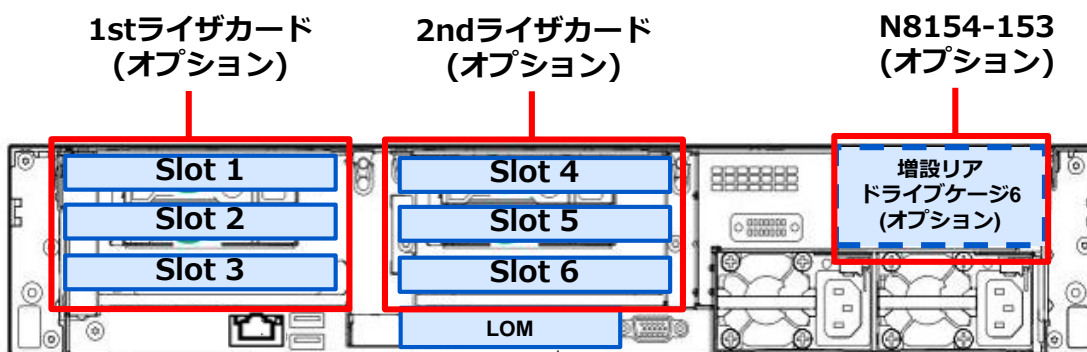 1stライザカード
(オプション)
2ndライザカード
(オプション)
N8154-153
(オプション)
Slot 1
Slot 2
Slot 3
Slot 4
Slot 5
Slot 6
LOM
増設リア
ドライブケージ6
(オプション)